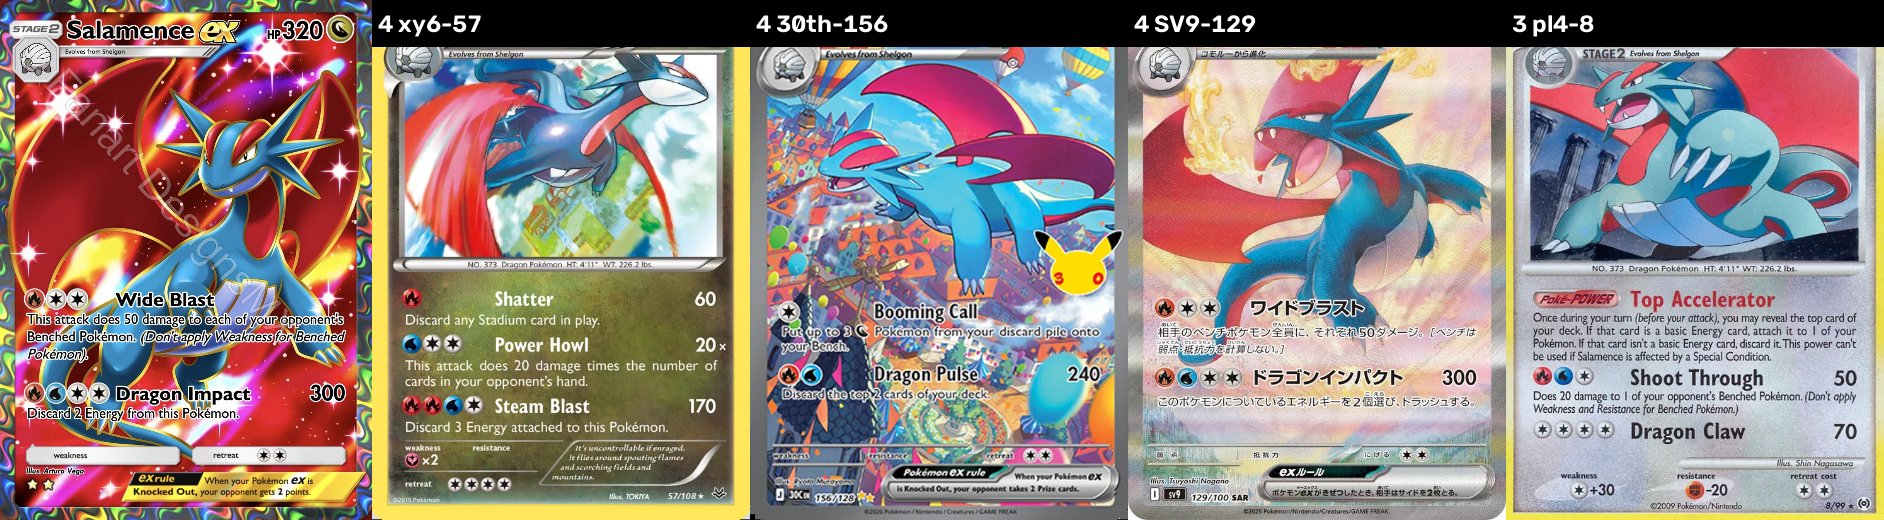 STAGE2 Salamence ex HP 320
Evolves from Shelgon
Zamart Designs
Wide Blast
This attack does 50 damage to each of your opponent's
Benched Pokémon. (Don't apply Weakness for Benched
Pokémon).
Dragon Impact 300
Discard 2 Energy from this Pokémon.
weakness retreat
Illus. Arturo Vega
ex rule When your Pokémon ex is
Knocked Out, your opponent gets 2 points.
4 xy6-57
Evolves from Shelgon
NO. 373 Dragon Pokémon HT: 4'11" WT: 226.2 lbs.
Shatter 60
Discard any Stadium card in play.
Power Howl 20×
This attack does 20 damage times the number of
cards in your opponent's hand.
Steam Blast 170
Discard 3 Energy attached to this Pokémon.
weakness resistance
×2
retreat
It's uncontrollable if enraged.
It flies around spouting flames
and scorching fields and
mountains.
©2015 Pokémon
Illus. TOKIYA 57/108 ★
4 30th-156
Evolves from Shelgon
30
Booming Call
Put up to 3 Pokémon from your discard pile onto
your Bench.
Dragon Pulse 240
Discard the top 2 cards of your deck.
weakness resistance retreat
Illus. Ryota Murayama
Pokémon ex rule When your Pokémon ex
is Knocked Out, your opponent takes 2 Prize cards.
J 30C EN 156/128
©2025 Pokémon / Nintendo / Creatures / GAME FREAK
4 SV9-129
コモルーから進化
ワイドブラスト
相手のベンチポケモン全員に、それぞれ50ダメージ。[ベンチは
弱点・抵抗力を計算しない。]
ドラゴンインパクト 300
このポケモンについているエネルギーを2個選び、トラッシュする。
弱点 抵抗力 にげる
Illus. Tsuyoshi Nagano
exルール
ポケモンexがきぜつしたとき、相手はサイドを2枚とる。
I sv9 129/100 SAR
©2025 Pokémon/Nintendo/Creatures/GAME FREAK
3 pl4-8
STAGE2 Evolves from Shelgon
NO. 373 Dragon Pokémon HT: 4'11" WT: 226.2 lbs.
Poké-POWER Top Accelerator
Once during your turn (before your attack), you may reveal the top card of
your deck. If that card is a basic Energy card, attach it to 1 of your
Pokémon. If that card isn't a basic Energy card, discard it. This power can't
be used if Salamence is affected by a Special Condition.
Shoot Through 50
Does 20 damage to 1 of your opponent's Benched Pokémon. (Don't apply
Weakness and Resistance for Benched Pokémon.)
Dragon Claw 70
Illus. Shin Nagasawa
weakness resistance retreat cost
+30 -20
©2009 Pokémon/Nintendo 8/99 ★